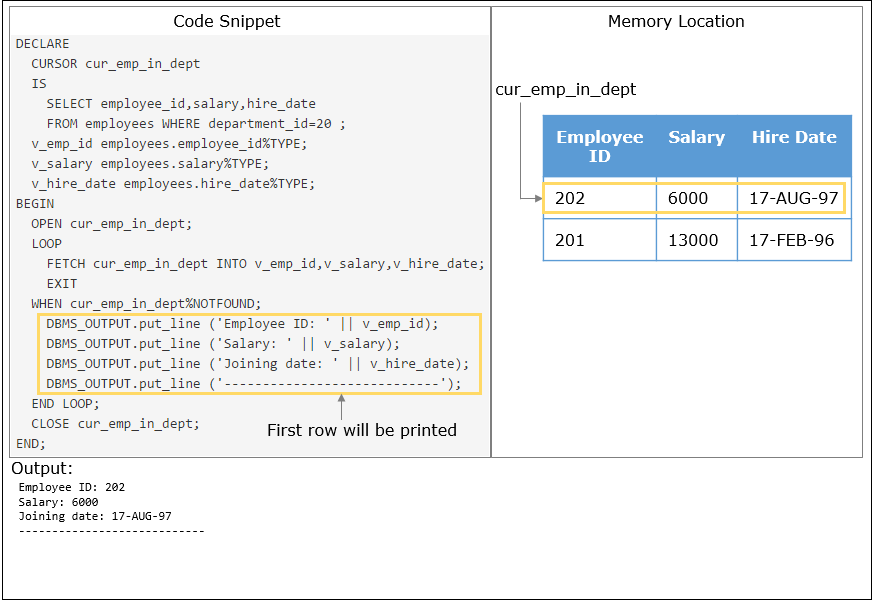 Code Snippet
DECLARE
CURSOR cur_emp_in_dept
IS
SELECT employee_id,salary,hire_date
FROM employees WHERE department_id=20 ;
v_emp_id employees.employee_id%TYPE;
v_salary employees.salary%TYPE;
v_hire_date employees.hire_date%TYPE;
BEGIN
OPEN cur_emp_in_dept;
LOOP
FETCH cur_emp_in_dept INTO v_emp_id,v_salary,v_hire_date;
EXIT
WHEN cur_emp_in_dept%NOTFOUND;
DBMS_OUTPUT.put_line ('Employee ID: ' || v_emp_id);
DBMS_OUTPUT.put_line ('Salary: ' || v_salary);
DBMS_OUTPUT.put_line ('Joining date: ' || v_hire_date);
DBMS_OUTPUT.put_line ('----------------------------');
END LOOP;
CLOSE cur_emp_in_dept;
First row will be printed
END;
Memory Location
cur_emp_in_dept
Employee ID Salary Hire Date
202 6000 17-AUG-97
201 13000 17-FEB-96
Output:
Employee ID: 202
Salary: 6000
Joining date: 17-AUG-97
----------------------------